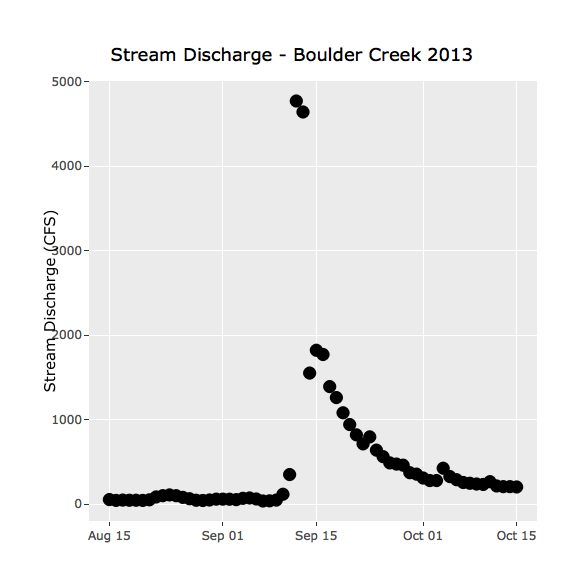 Stream Discharge - Boulder Creek 2013
Stream Discharge (CFS)
5000
4000
3000
2000
1000
0
Aug 15
Sep 01
Sep 15
Oct 01
Oct 15